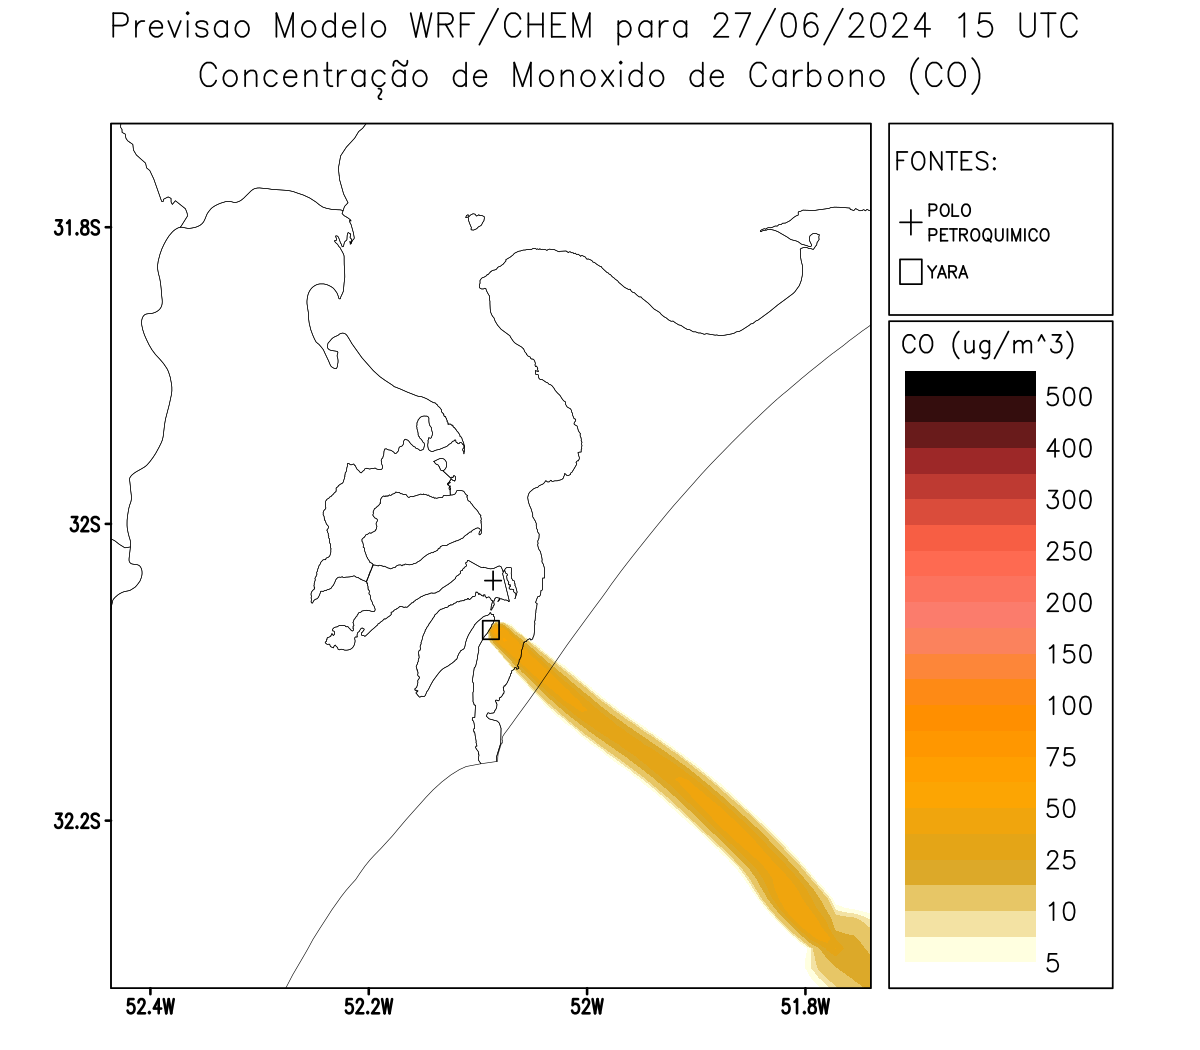 Previsao Modelo WRF/CHEM para 27/06/2024 15 UTC
Concentração de Monoxido de Carbono (CO)
FONTES:
POLO
PETROQUIMICO
YARA
CO (ug/m^3)
500
400
300
250
200
150
100
75
50
25
10
5
31.8S
32S
32.2S
52.4W 52.2W 52W 51.8W